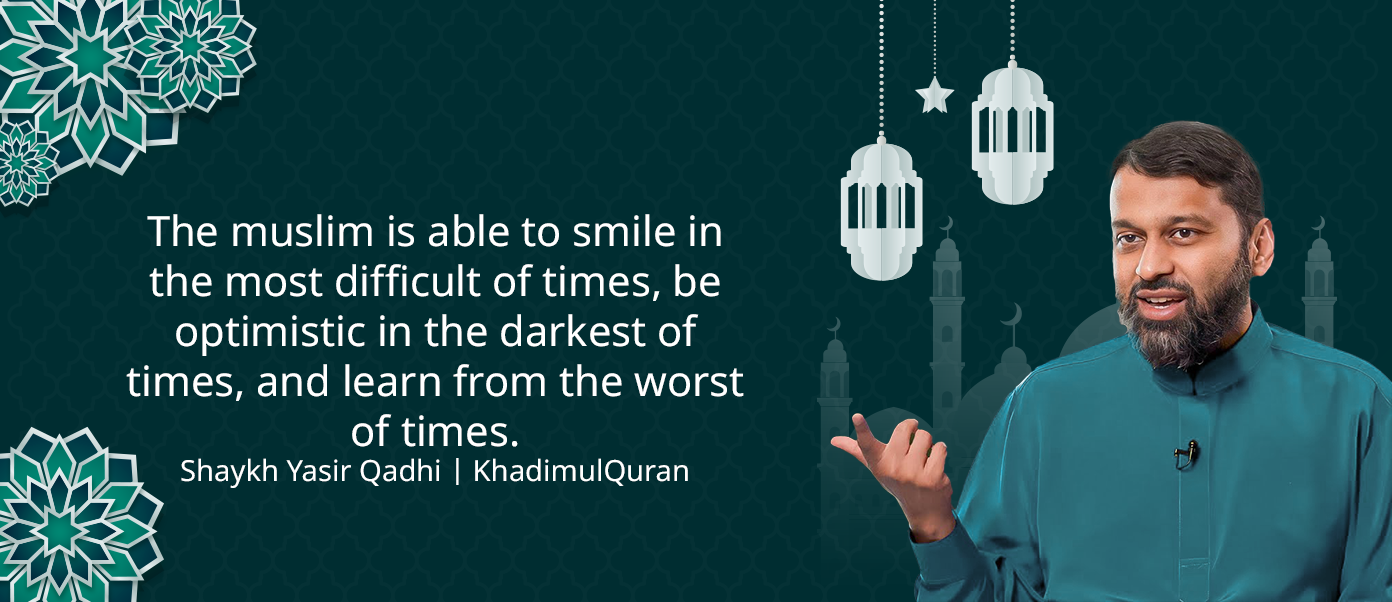 The muslim is able to smile in
the most difficult of times, be
optimistic in the darkest of
times, and learn from the worst
of times.
Shaykh Yasir Qadhi | KhadimulQuran